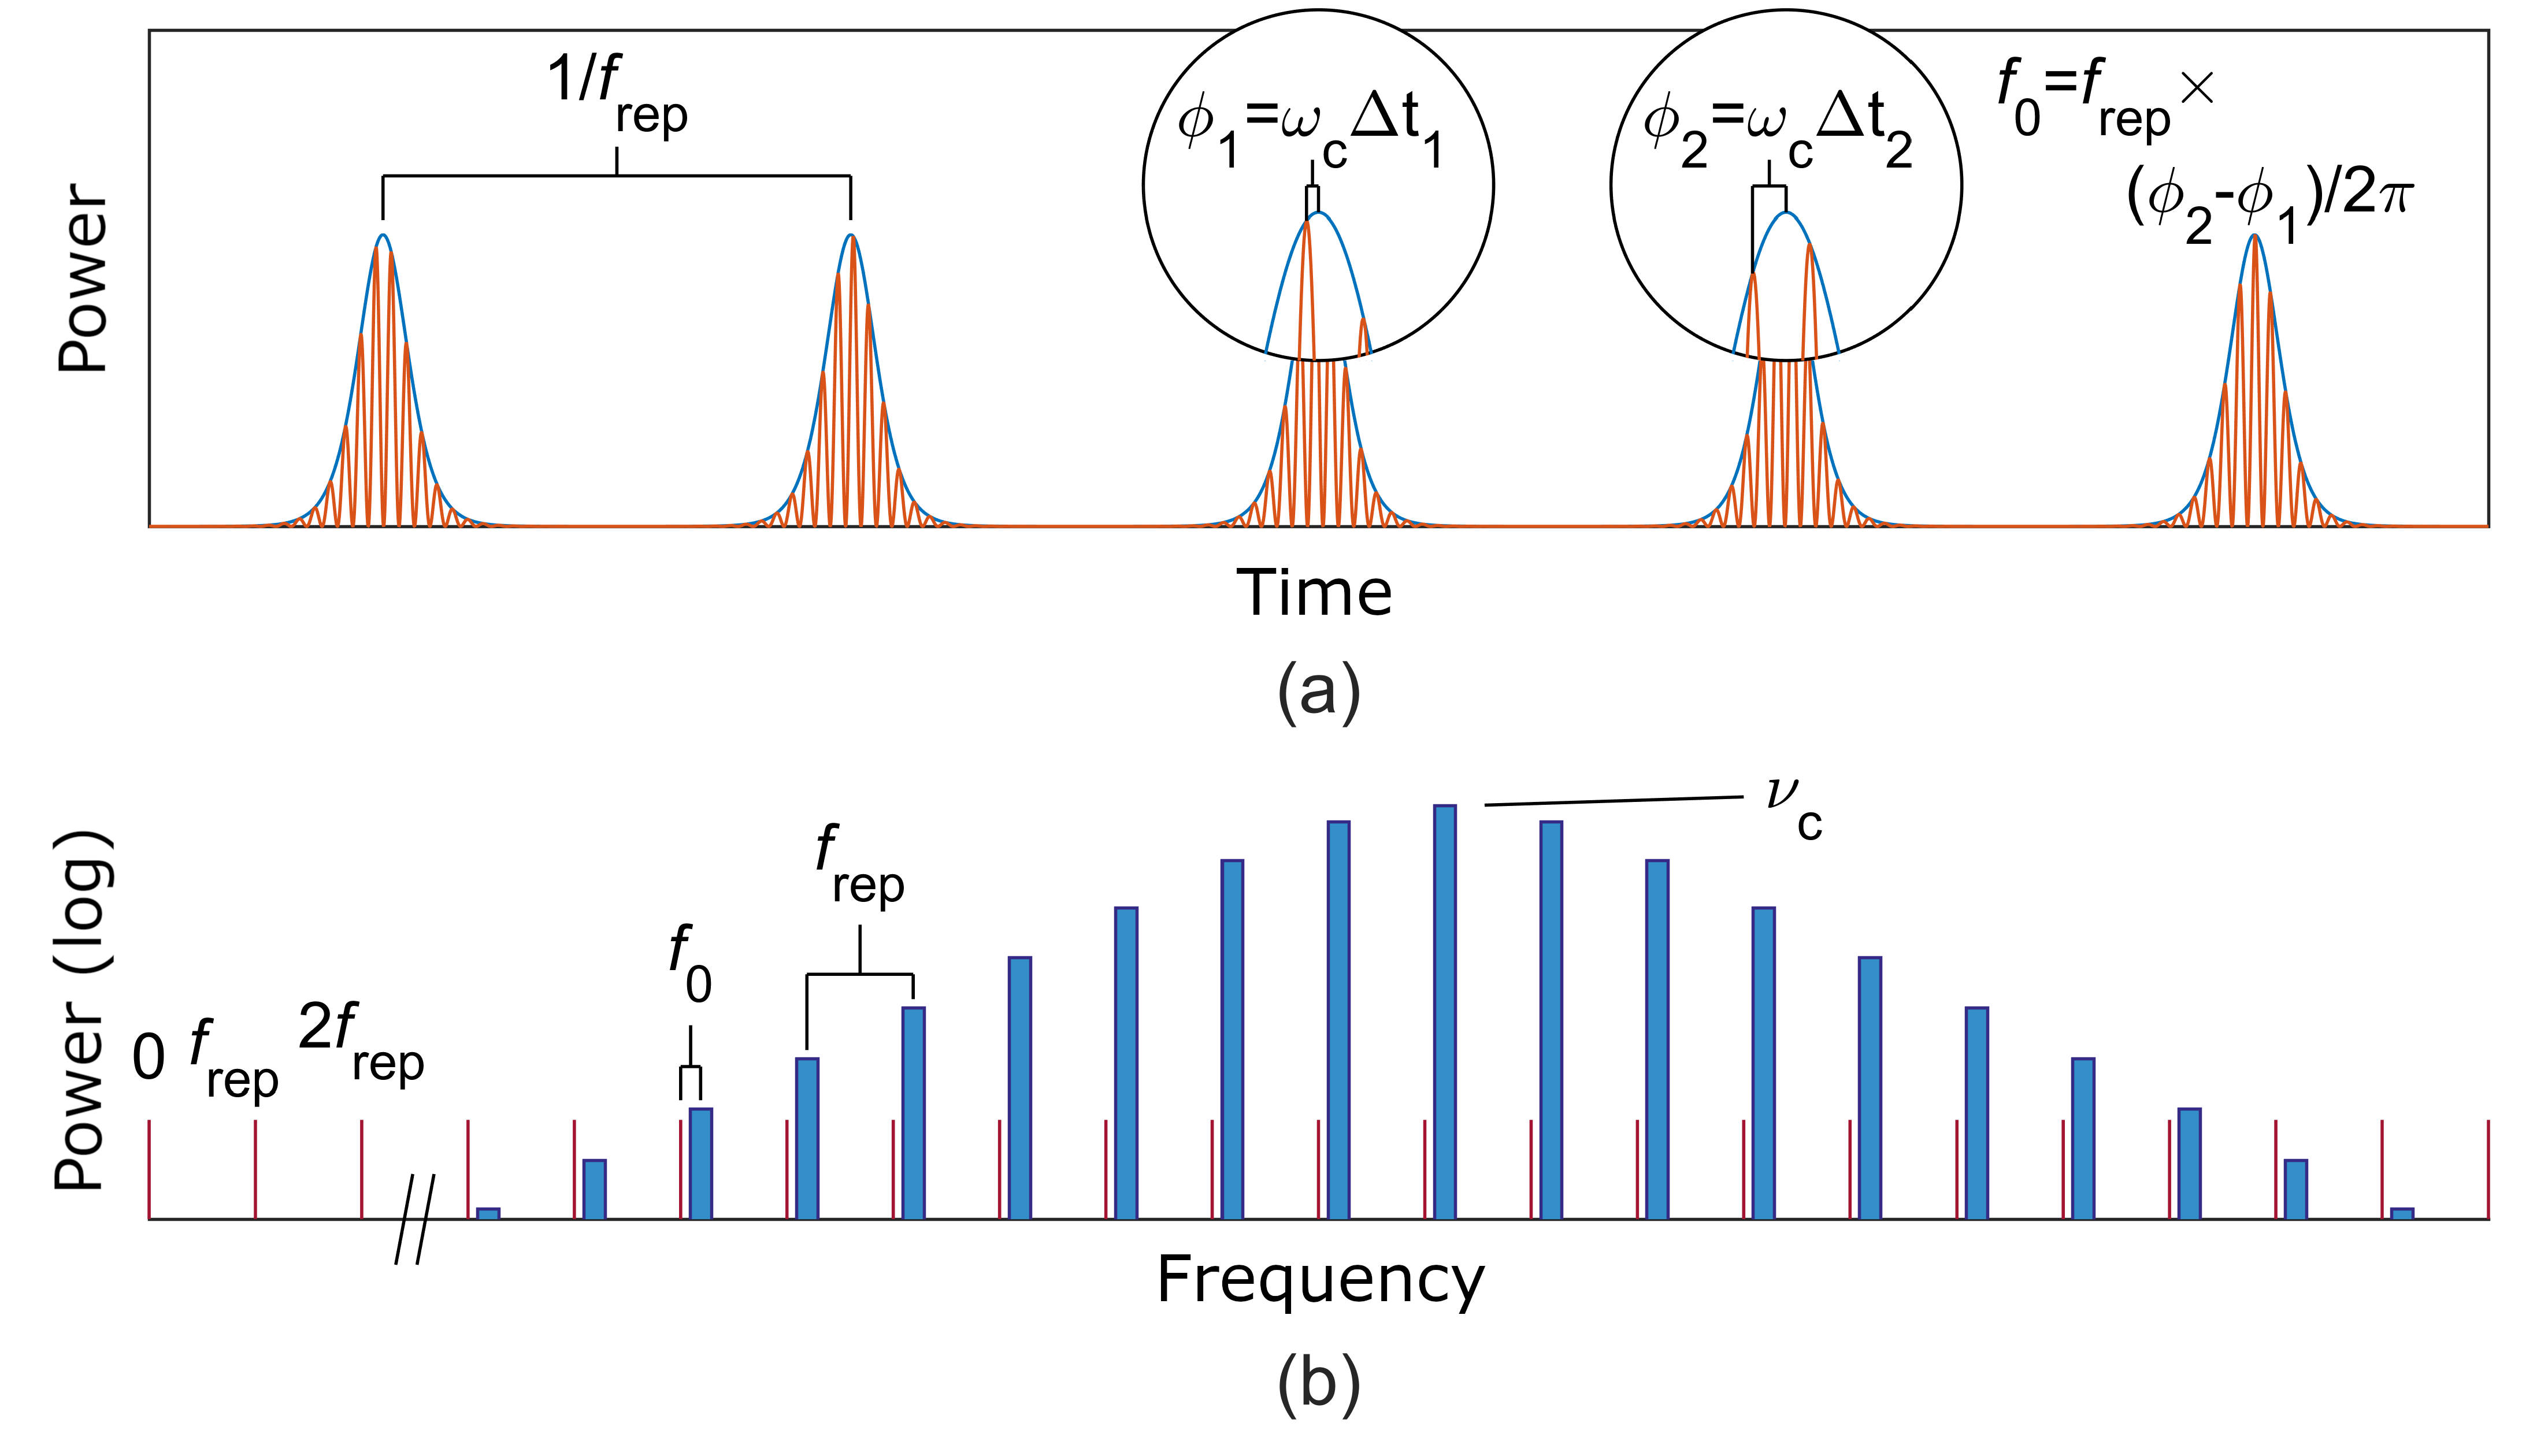 1/f_rep
ϕ_1=ω_cΔt_1
ϕ_2=ω_cΔt_2
f_0=f_rep×
(ϕ_2-ϕ_1)/2π
Power
Time
(a)
ν_c
f_rep
f_0
0 f_rep 2f_rep
Power (log)
Frequency
(b)